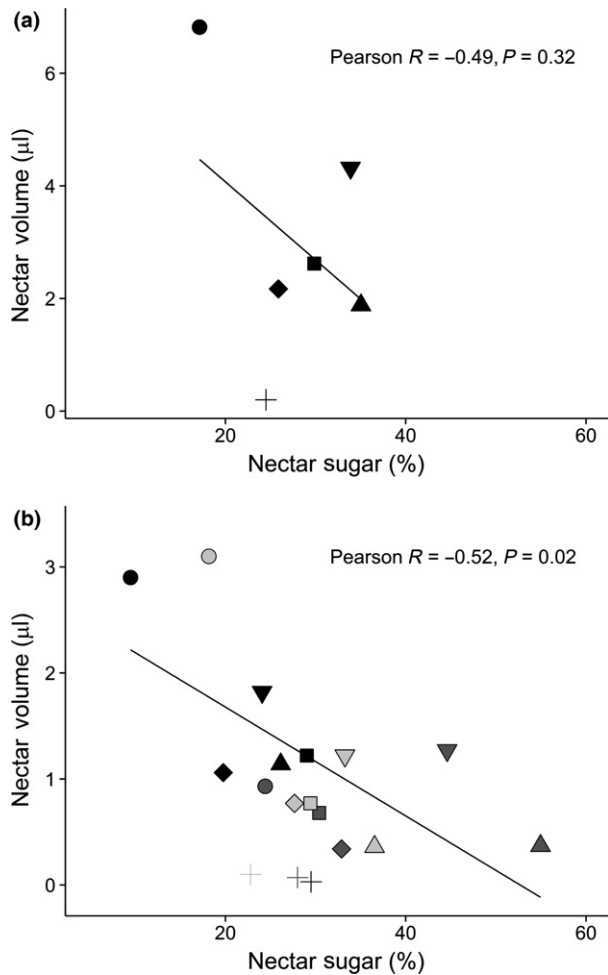 (a)
Pearson R = −0.49, P = 0.32
6
4
2
0
Nectar volume (μl)
20 40 60
Nectar sugar (%)
(b)
Pearson R = −0.52, P = 0.02
3
2
1
0
Nectar volume (μl)
20 40 60
Nectar sugar (%)